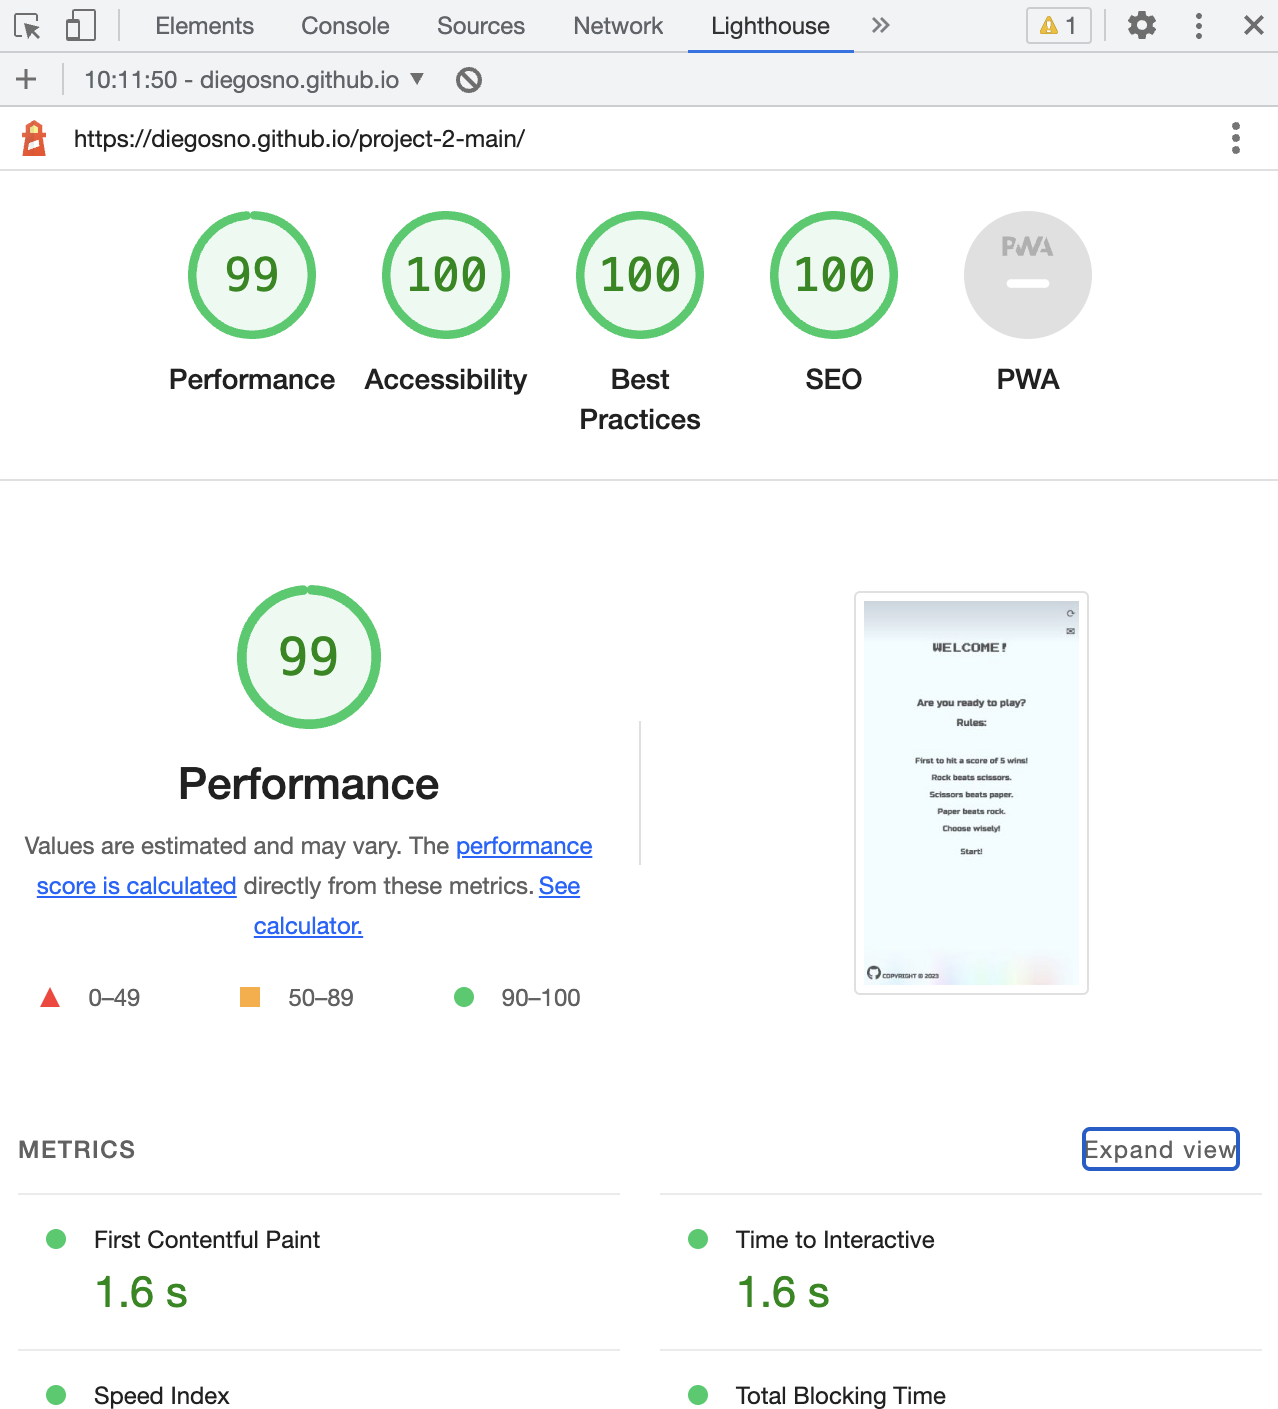 Elements Console Sources Network Lighthouse 1
10:11:50 - diegosno.github.io
https://diegosno.github.io/project-2-main/
99 100 100 100 PWA
Performance Accessibility Best Practices SEO PWA
99
Performance
Values are estimated and may vary. The performance
score is calculated directly from these metrics. See
calculator.
0–49 50–89 90–100
WELCOME!
Are you ready to play?
Rules:
First to hit a score of 5 wins!
Rock beats scissors.
Scissors beats paper.
Paper beats rock.
Choose wisely!
Start!
COPYRIGHT © 2023
METRICS Expand view
First Contentful Paint
1.6 s
Time to Interactive
1.6 s
Speed Index
Total Blocking Time